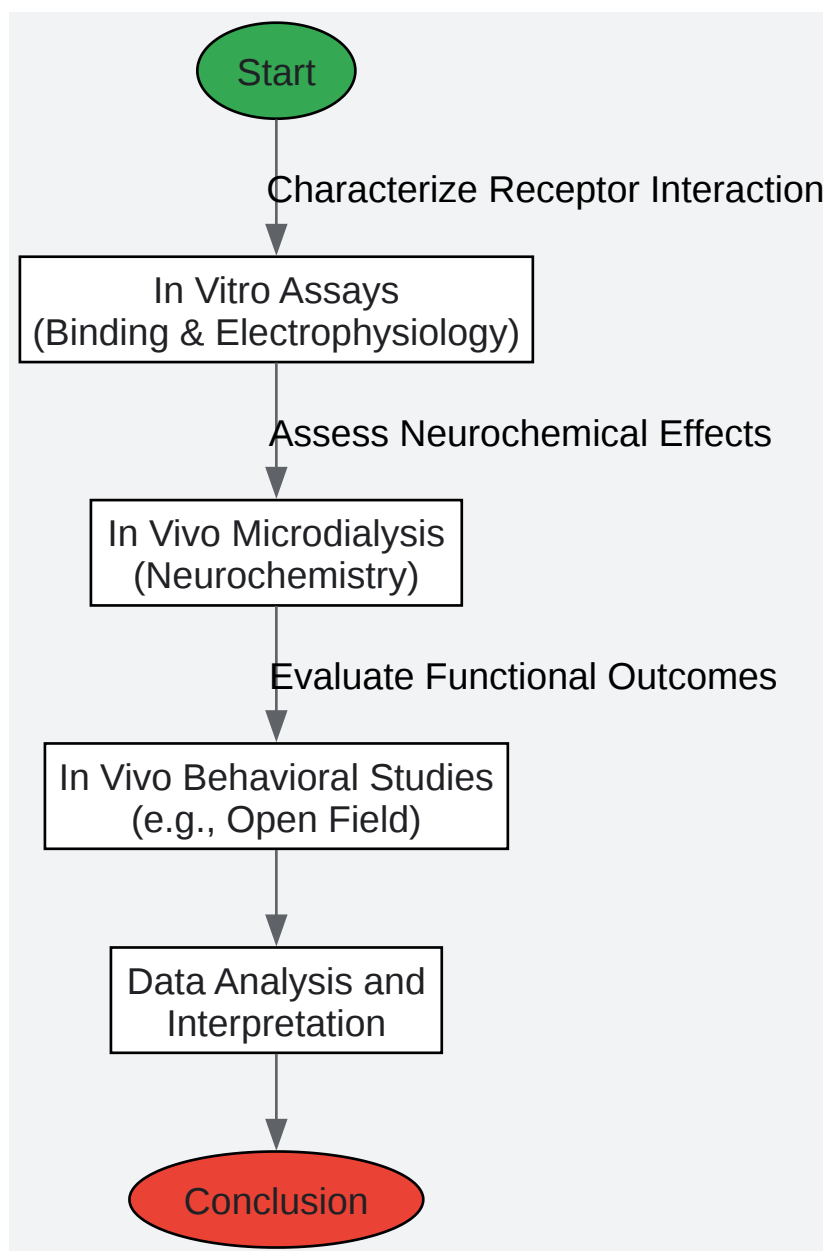 Start
Characterize Receptor Interaction
In Vitro Assays
(Binding & Electrophysiology)
Assess Neurochemical Effects
In Vivo Microdialysis
(Neurochemistry)
Evaluate Functional Outcomes
In Vivo Behavioral Studies
(e.g., Open Field)
Data Analysis and
Interpretation
Conclusion